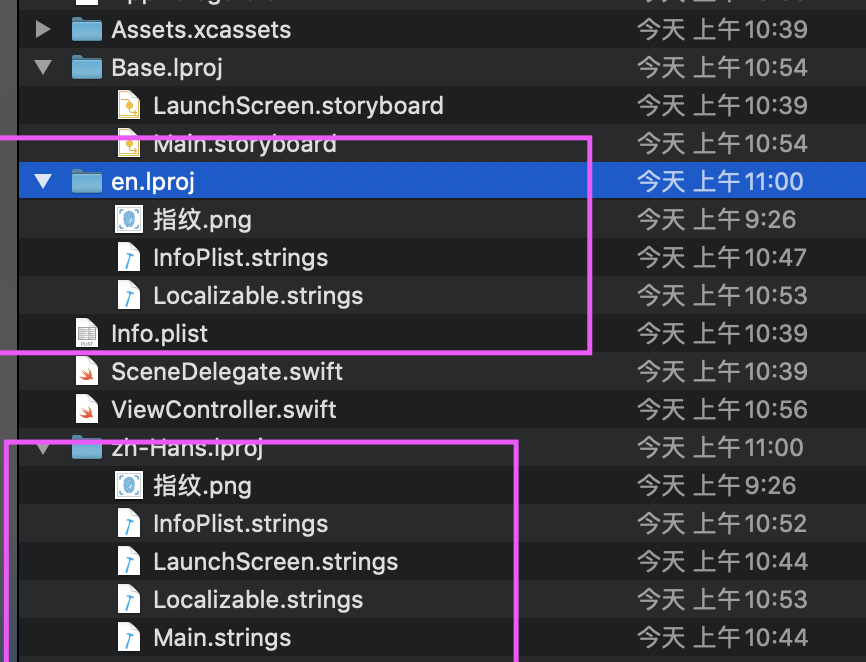 Assets.xcassets 今天 上午10:39
Base.lproj 今天 上午10:54
LaunchScreen.storyboard 今天 上午10:39
Main.storyboard 今天 上午10:54
en.lproj 今天 上午11:00
指纹.png 今天 上午9:26
InfoPlist.strings 今天 上午10:47
Localizable.strings 今天 上午10:53
Info.plist 今天 上午10:39
SceneDelegate.swift 今天 上午10:39
ViewController.swift 今天 上午10:56
zh-Hans.lproj 今天 上午11:00
指纹.png 今天 上午9:26
InfoPlist.strings 今天 上午10:52
LaunchScreen.strings 今天 上午10:44
Localizable.strings 今天 上午10:53
Main.strings 今天 上午10:44